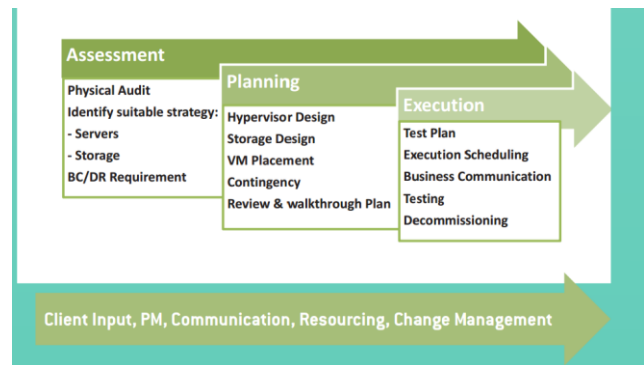 Assessment
Physical Audit
Identify suitable strategy:
- Servers
- Storage
BC/DR Requirement
Planning
Hypervisor Design
Storage Design
VM Placement
Contingency
Review & walkthrough Plan
Execution
Test Plan
Execution Scheduling
Business Communication
Testing
Decommissioning
Client Input, PM, Communication, Resourcing, Change Management